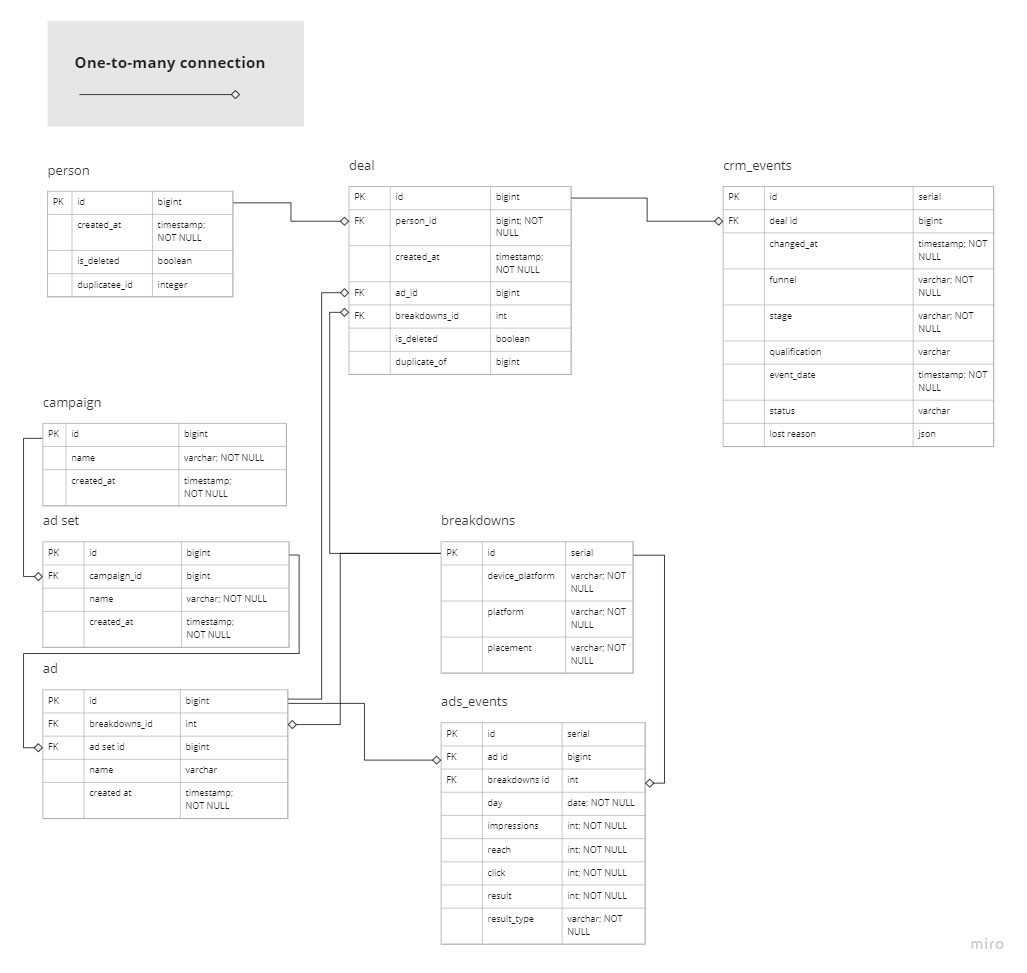 One-to-many connection
person
PK id bigint
created_at timestamp;
NOT NULL
is_deleted boolean
duplicatee_id integer
deal
PK id bigint
FK person_id bigint; NOT
NULL
created_at timestamp;
NOT NULL
FK ad_id bigint
FK breakdowns_id int
is_deleted boolean
duplicate_of bigint
crm_events
PK id serial
FK deal id bigint
changed_at timestamp; NOT
NULL
funnel varchar; NOT
NULL
stage varchar; NOT
NULL
qualification varchar
event_date timestamp; NOT
NULL
status varchar
lost reason json
campaign
PK id bigint
name varchar; NOT NULL
created_at timestamp;
NOT NULL
ad set
PK id bigint
FK campaign_id bigint
name varchar; NOT NULL
created_at timestamp;
NOT NULL
breakdowns
PK id serial
device_platform varchar; NOT
NULL
platform varchar; NOT
NULL
placement varchar; NOT
NULL
ad
PK id bigint
FK breakdowns_id int
FK ad set id bigint
name varchar
created at timestamp;
NOT NULL
ads_events
PK id serial
FK ad id bigint
FK breakdowns id int
day date; NOT NULL
impressions int; NOT NULL
reach int; NOT NULL
click int; NOT NULL
result int; NOT NULL
result_type varchar; NOT
NULL
miro